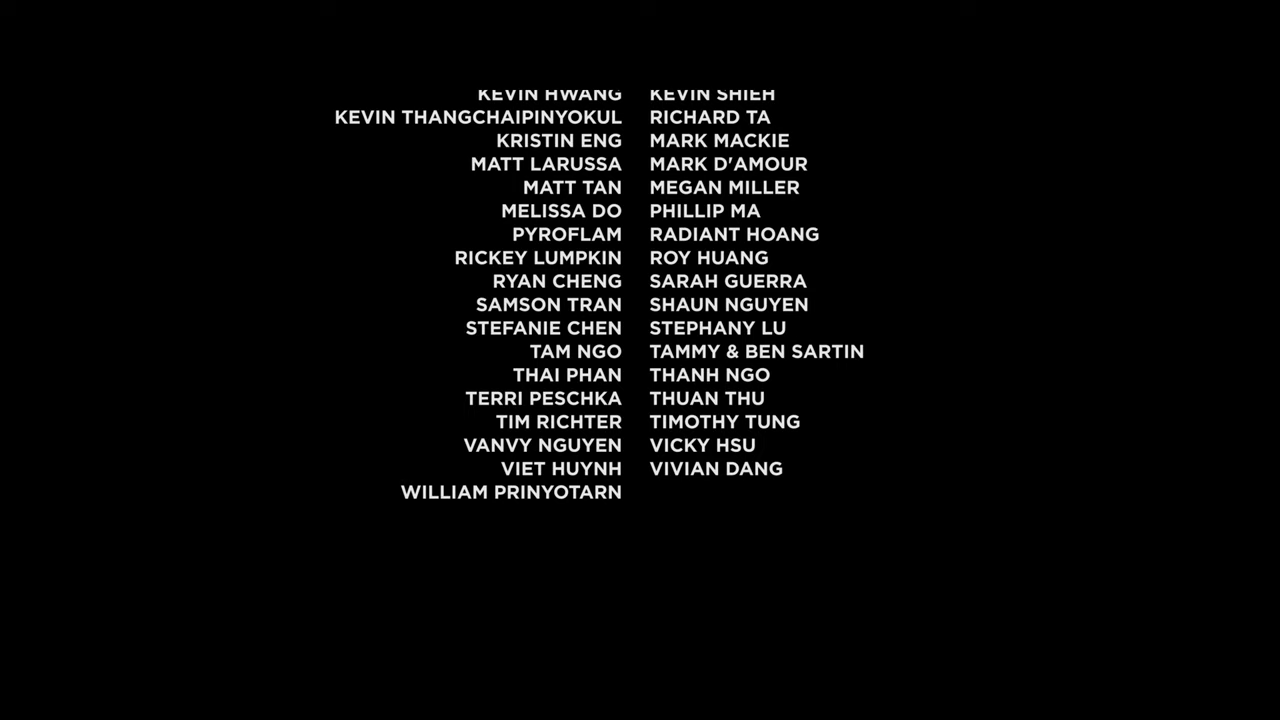 KEVIN HWANG KEVIN SHIEH
KEVIN THANGCHAIPINYOKUL RICHARD TA
KRISTIN ENG MARK MACKIE
MATT LARUSSA MARK D'AMOUR
MATT TAN MEGAN MILLER
MELISSA DO PHILLIP MA
PYROFLAM RADIANT HOANG
RICKEY LUMPKIN ROY HUANG
RYAN CHENG SARAH GUERRA
SAMSON TRAN SHAUN NGUYEN
STEFANIE CHEN STEPHANY LU
TAM NGO TAMMY & BEN SARTIN
THAI PHAN THANH NGO
TERRI PESCHKA THUAN THU
TIM RICHTER TIMOTHY TUNG
VANVY NGUYEN VICKY HSU
VIET HUYNH VIVIAN DANG
WILLIAM PRINYOTARN